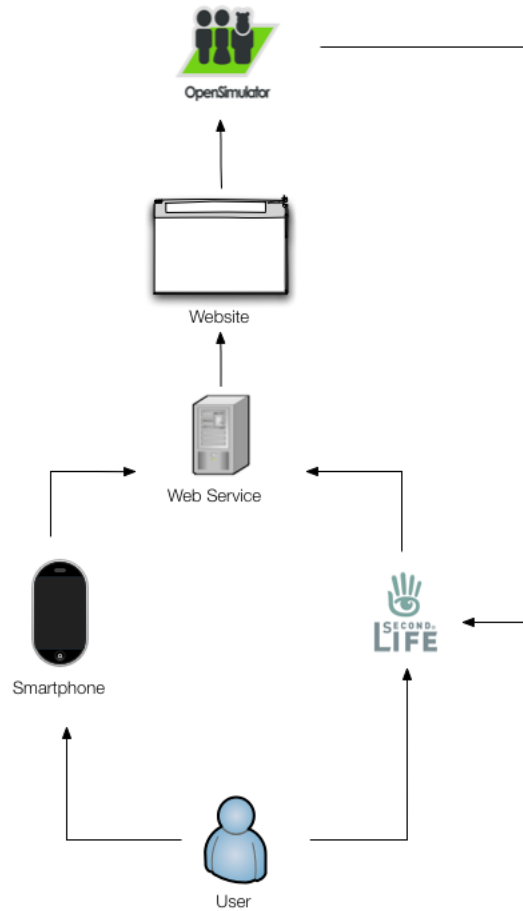 OpenSimulator
Website
Web Service
SECOND
LIFE
Smartphone
User